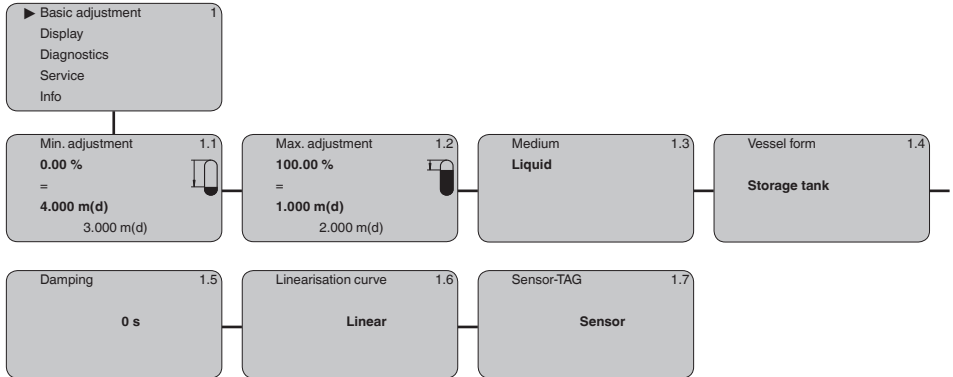 Basic adjustment 1
Display
Diagnostics
Service
Info
Min. adjustment 1.1
0.00 %
=
4.000 m(d)
3.000 m(d)
Max. adjustment 1.2
100.00 %
=
1.000 m(d)
2.000 m(d)
Medium 1.3
Liquid
Vessel form 1.4
Storage tank
Damping 1.5
0 s
Linearisation curve 1.6
Linear
Sensor-TAG 1.7
Sensor